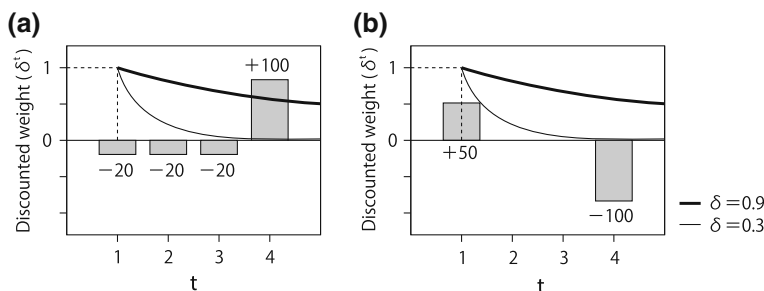 (a)
Discounted weight (δᵗ)
1
0
+100
−20 −20 −20
1 2 3 4
t
(b)
Discounted weight (δᵗ)
1
0
+50
−100
1 2 3 4
t
δ=0.9
δ=0.3